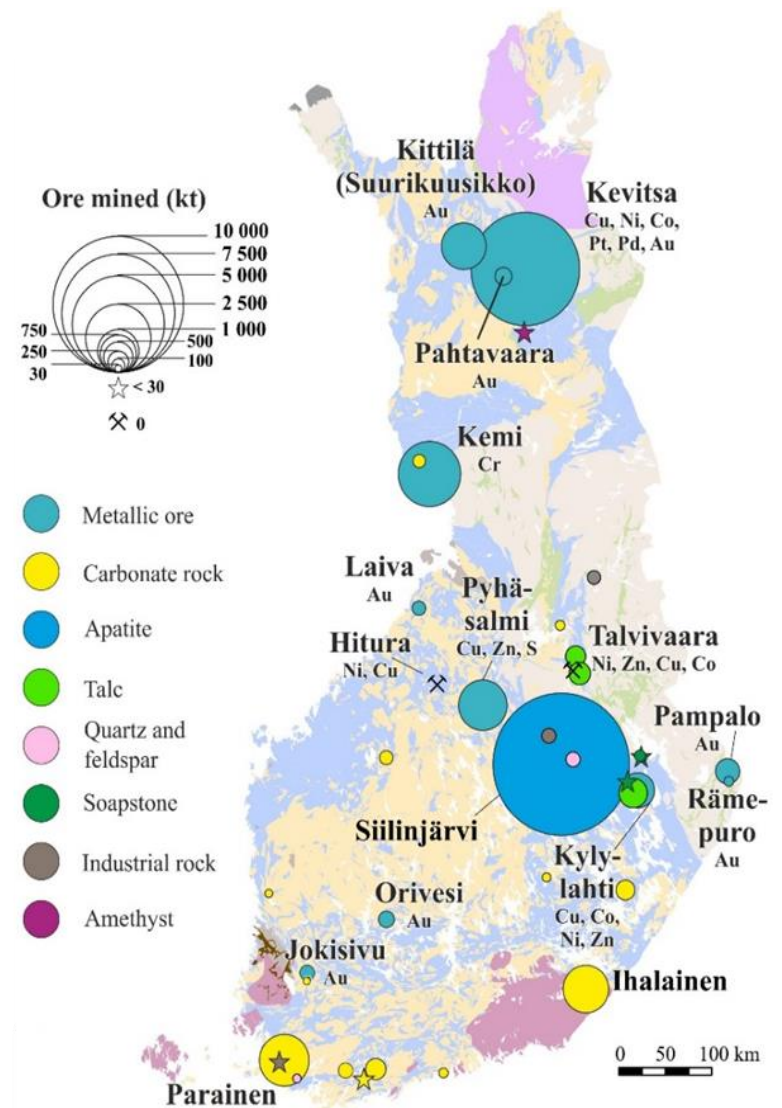 Kittilä
(Suurikuusikko)
Au
Kevitsa
Cu, Ni, Co,
Pt, Pd, Au
Ore mined (kt)
10 000
7 500
5 000
2 500
1 000
750
500
250
100
30
< 30
0
Pahtavaara
Au
Kemi
Cr
Metallic ore
Carbonate rock
Apatite
Talc
Quartz and
feldspar
Soapstone
Industrial rock
Amethyst
Laiva
Au
Pyhä-
salmi
Cu, Zn, S
Hitura
Ni, Cu
Talvivaara
Ni, Zn, Cu, Co
Pampalo
Au
Räme-
puro
Au
Siilinjärvi
Kyly-
lahti
Cu, Co,
Ni, Zn
Orivesi
Au
Jokisivu
Au
Ihalainen
Parainen
0 50 100 km